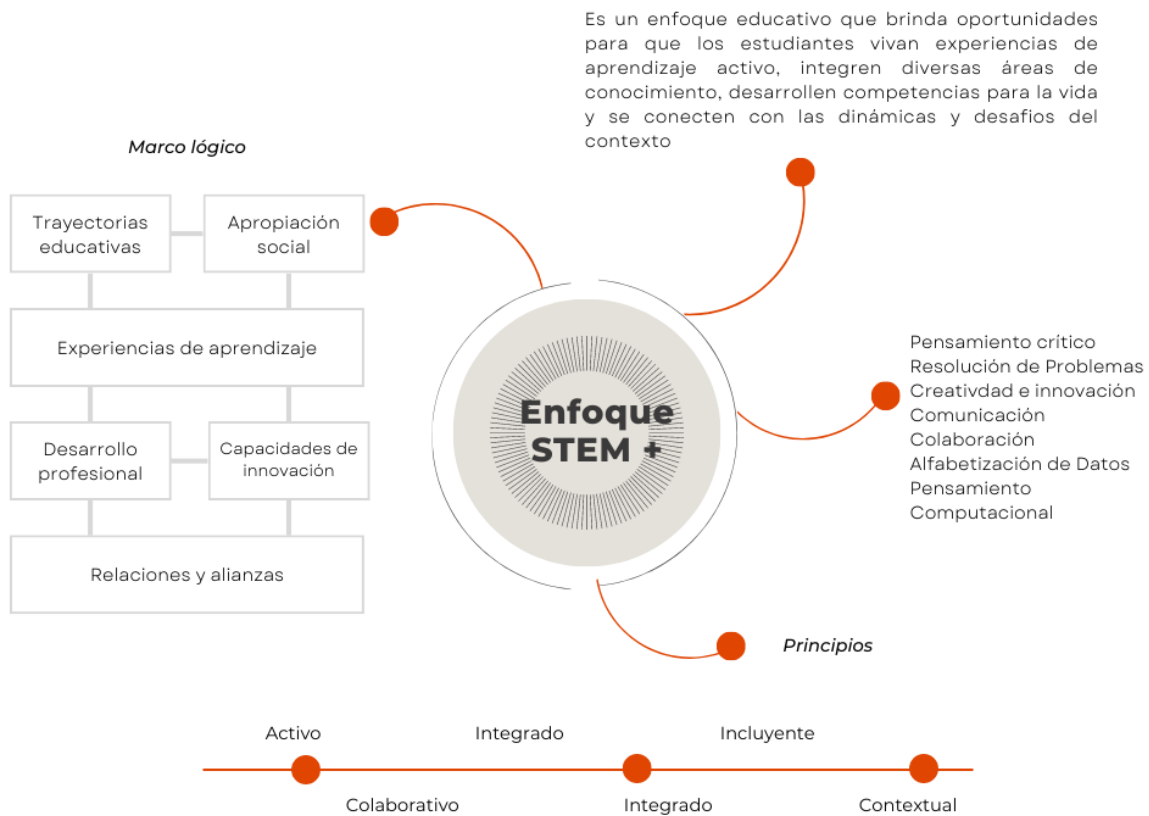 Es un enfoque educativo que brinda oportunidades
para que los estudiantes vivan experiencias de
aprendizaje activo, integren diversas áreas de
conocimiento, desarrollen competencias para la vida
y se conecten con las dinámicas y desafios del
contexto
Marco lógico
Trayectorias
educativas
Apropiación
social
Experiencias de aprendizaje
Desarrollo
profesional
Capacidades de
innovación
Relaciones y alianzas
Enfoque
STEM +
Pensamiento crítico
Resolución de Problemas
Creativdad e innovación
Comunicación
Colaboración
Alfabetización de Datos
Pensamiento
Computacional
Principios
Activo
Integrado
Incluyente
Colaborativo
Integrado
Contextual